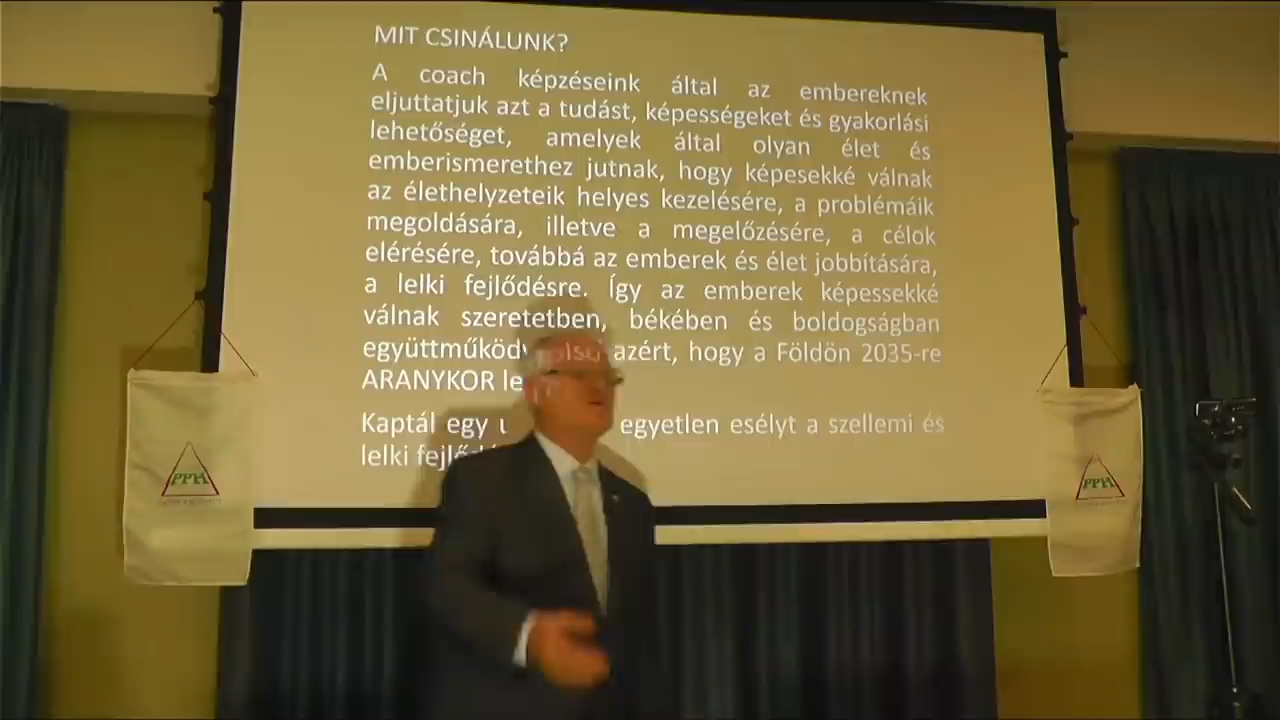 MIT CSINÁLUNK?
A coach képzéseink által az embereknek
eljuttatjuk azt a tudást, képességeket és gyakorlási
lehetőséget, amelyek által olyan élet és
emberismerethez jutnak, hogy képesekké válnak
az élethelyzeteik helyes kezelésére, a problémáik
megoldására, illetve a megelőzésére, a célok
elérésére, továbbá az emberek és élet jobbítására,
a lelki fejlődésre. Így az emberek képessekké
válnak szeretetben, békében és boldogságban
azért, hogy a Földön 2035-re
ARANYKOR
Kaptál egy egyetlen esélyt a szellemi és
lelki
PPYA
PPYA